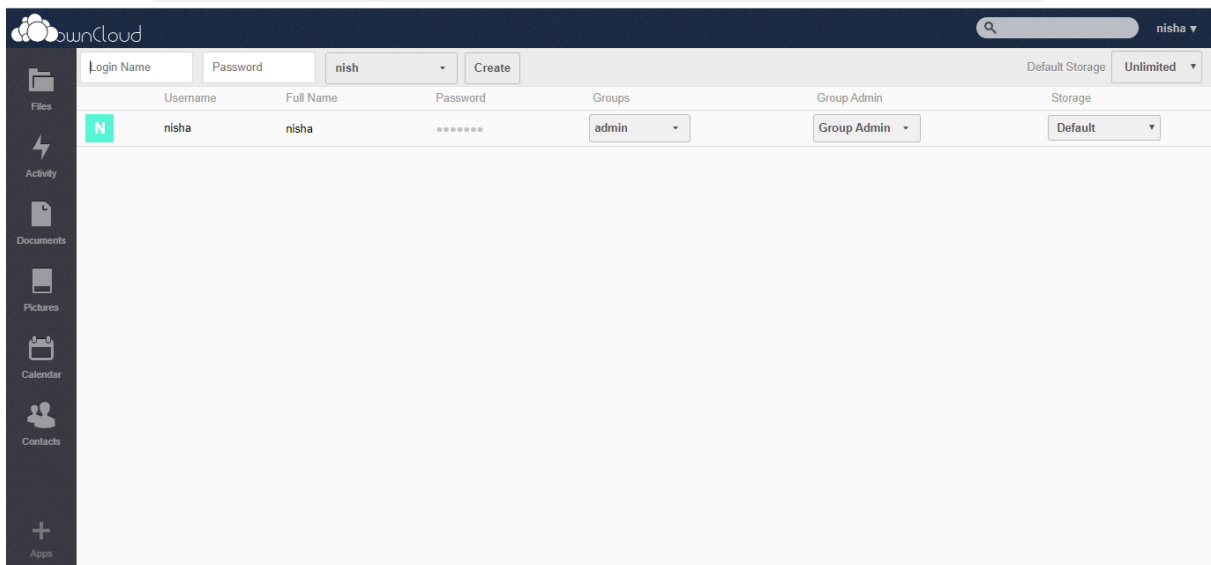 ownCloud
nisha ▾
Login Name Password nish Create Default Storage Unlimited
Username Full Name Password Groups Group Admin Storage
N nisha nisha ●●●●●●● admin Group Admin Default
Files
Activity
Documents
Pictures
Calendar
Contacts
Apps